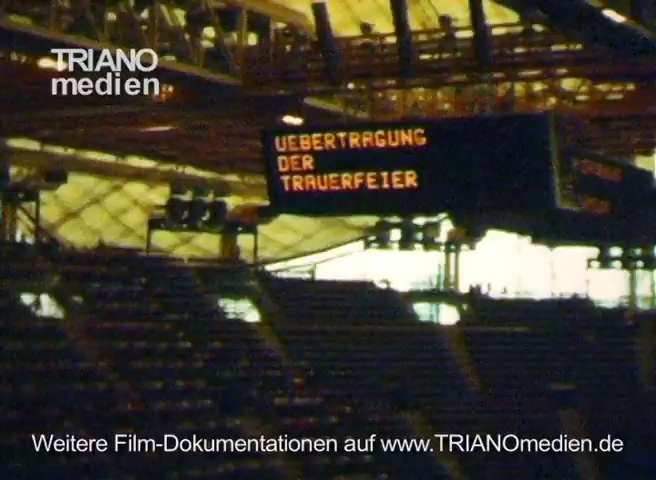 TRIANO
medien
UEBERTRAGUNG
DER
TRAUERFEIER
Weitere Film-Dokumentationen auf www.TRIANOmedien.de